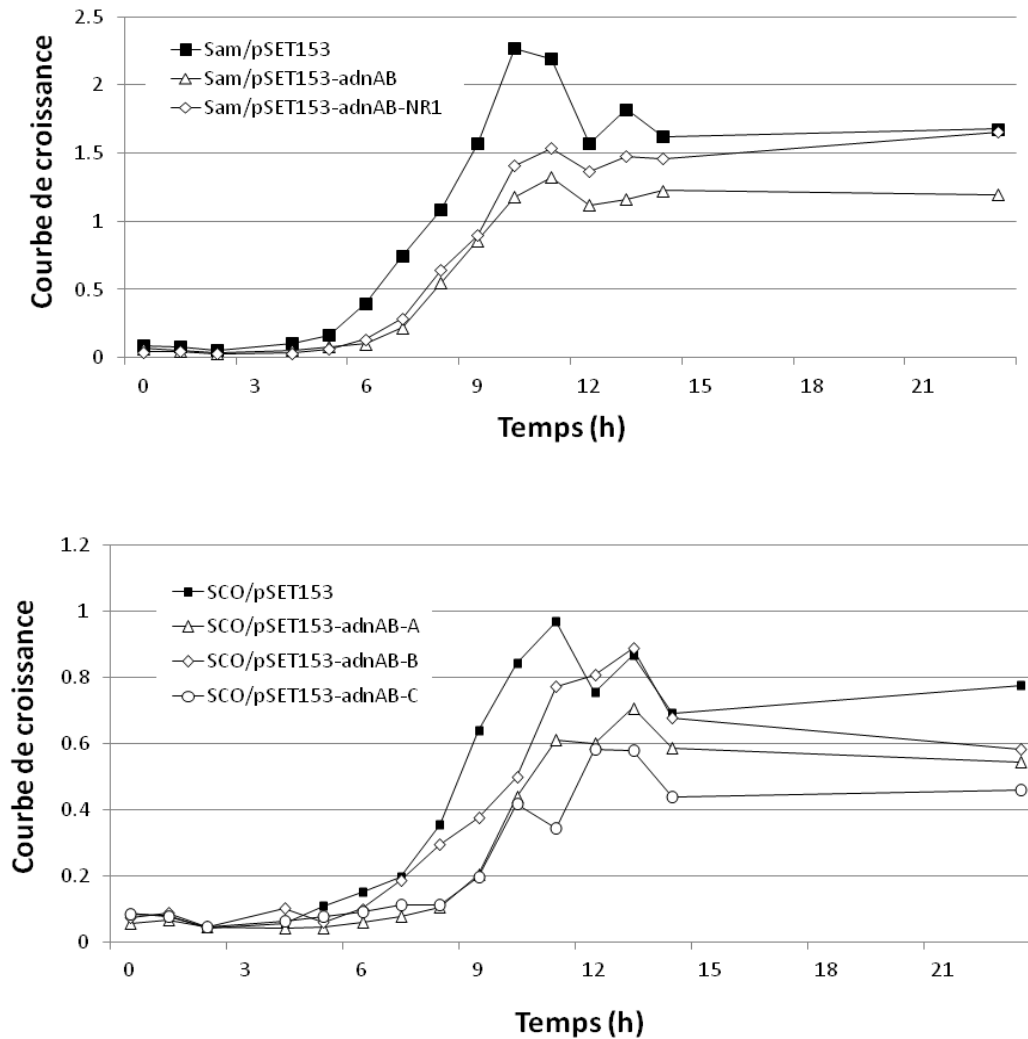 Courbe de croissance
2.5
2
1.5
1
0.5
0
Sam/pSET153
Sam/pSET153-adnAB
Sam/pSET153-adnAB-NR1
0 3 6 9 12 15 18 21
Temps (h)
Courbe de croissance
1.2
1
0.8
0.6
0.4
0.2
0
SCO/pSET153
SCO/pSET153-adnAB-A
SCO/pSET153-adnAB-B
SCO/pSET153-adnAB-C
0 3 6 9 12 15 18 21
Temps (h)